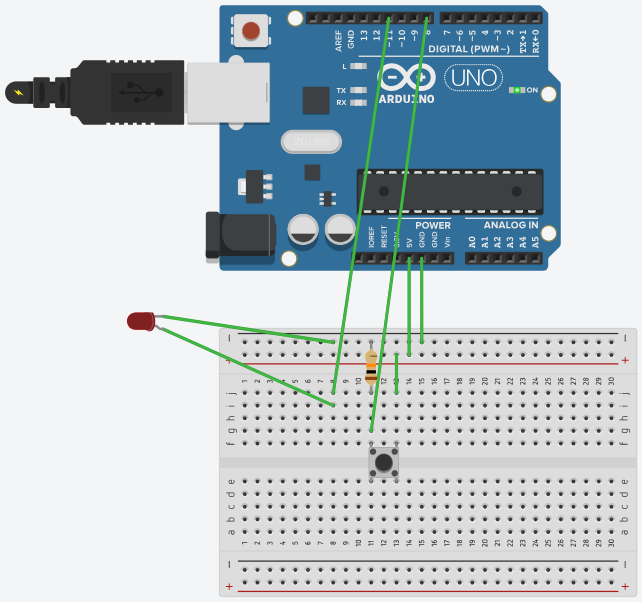 AREF
GND
13
12
~11
~10
~9
8
7
~6
~5
4
~3
2
TX→1
RX←0
DIGITAL (PWM~)
L
TX
RX
ARDUINO
UNO
ON
POWER
ANALOG IN
IOREF
RESET
5V
GND
GND
Vin
A0
A1
A2
A3
A4
A5
1 2 3 4 5 6 7 8 9 10 11 12 13 14 15 16 17 18 19 20 21 22 23 24 25 26 27 28 29 30
j j
i i
h h
g g
f f
e e
d d
c c
b b
a a
1 2 3 4 5 6 7 8 9 10 11 12 13 14 15 16 17 18 19 20 21 22 23 24 25 26 27 28 29 30